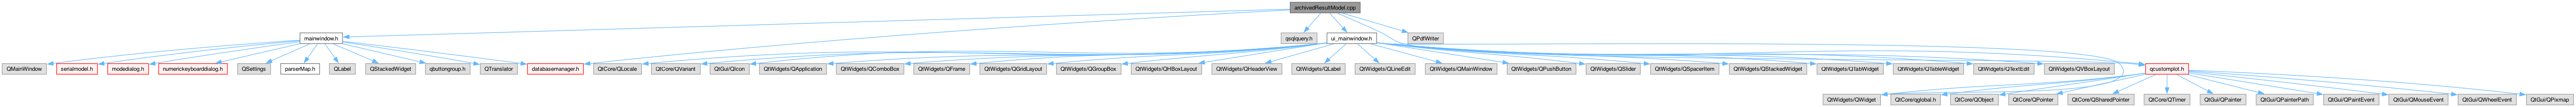 archivedResultModel.cpp
mainwindow.h
qsqlquery.h
ui_mainwindow.h
QPdfWriter
QMainWindow
serialmodel.h
modedialog.h
numerickeyboarddialog.h
QSettings
parserMap.h
QLabel
QStackedWidget
qbuttongroup.h
QTranslator
databasemanager.h
QtCore/QLocale
QtCore/QVariant
QtGui/QIcon
QtWidgets/QApplication
QtWidgets/QComboBox
QtWidgets/QFrame
QtWidgets/QGridLayout
QtWidgets/QGroupBox
QtWidgets/QHBoxLayout
QtWidgets/QHeaderView
QtWidgets/QLabel
QtWidgets/QLineEdit
QtWidgets/QMainWindow
QtWidgets/QPushButton
QtWidgets/QSlider
QtWidgets/QSpacerItem
QtWidgets/QStackedWidget
QtWidgets/QTabWidget
QtWidgets/QTableWidget
QtWidgets/QTextEdit
QtWidgets/QVBoxLayout
qcustomplot.h
QtWidgets/QWidget
QtCore/qglobal.h
QtCore/QObject
QtCore/QPointer
QtCore/QSharedPointer
QtCore/QTimer
QtGui/QPainter
QtGui/QPainterPath
QtGui/QPaintEvent
QtGui/QMouseEvent
QtGui/QWheelEvent
QtGui/QPixmap